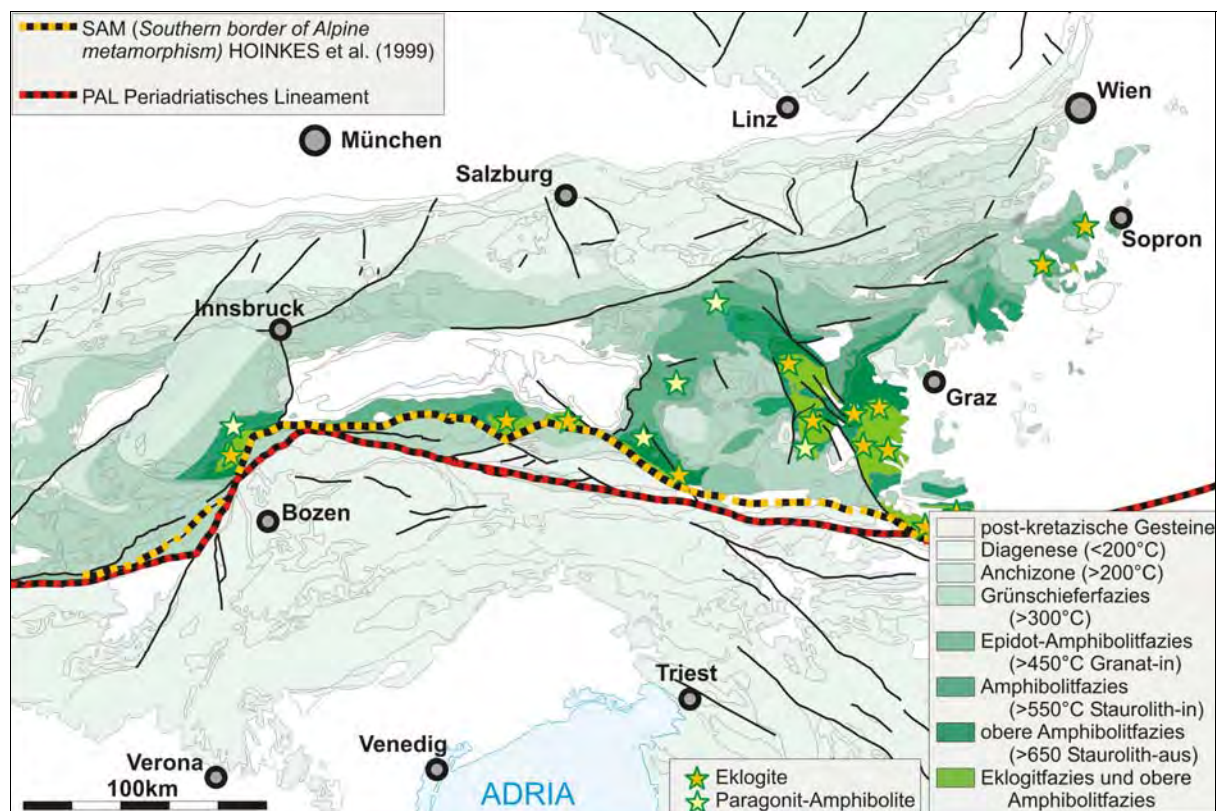 SAM (Southern border of Alpine
metamorphism) HOINKES et al. (1999)
PAL Periadriatisches Lineament
Wien
Linz
München
Salzburg
Sopron
Innsbruck
Graz
Bozen
Triest
Venedig
Verona
100km
ADRIA
Eklogite
Paragonit-Amphibolite
post-kretazische Gesteine
Diagenese (<200°C)
Anchizone (>200°C)
Grünschieferfazies
(>300°C)
Epidot-Amphibolitfazies
(>450°C Granat-in)
Amphibolitfazies
(>550°C Staurolith-in)
obere Amphibolitfazies
(>650 Staurolith-aus)
Eklogitfazies und obere
Amphibolitfazies